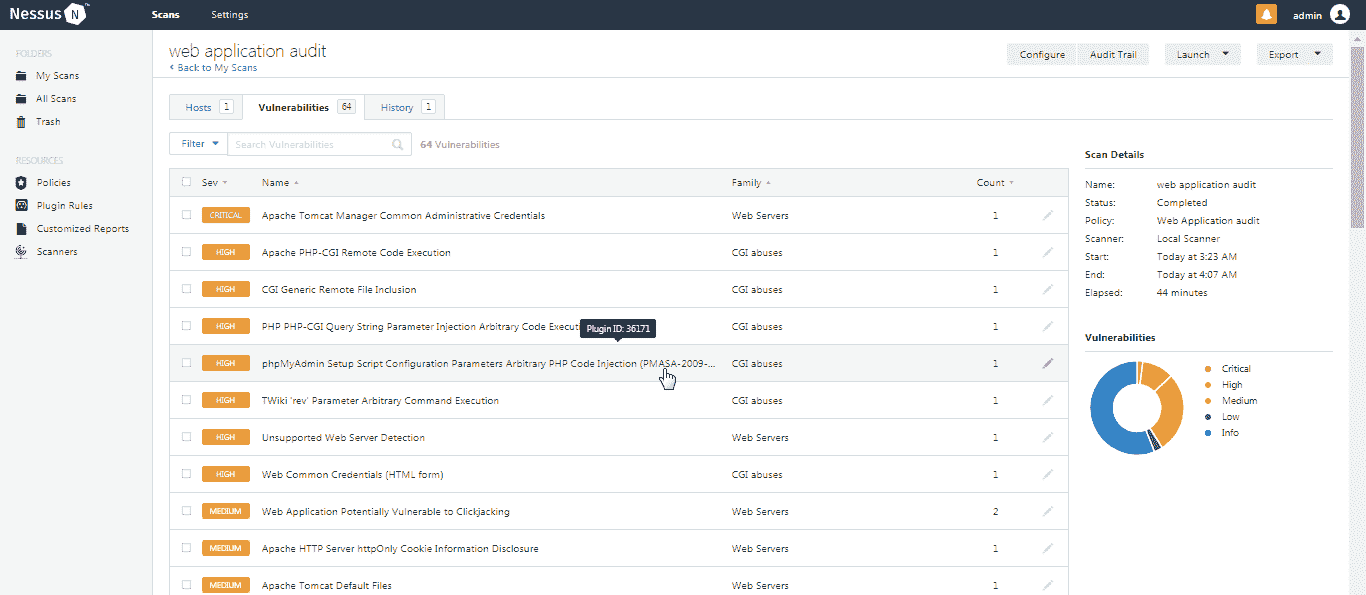 Nessus N ™ Scans Settings admin
FOLDERS
My Scans
All Scans
Trash
RESOURCES
Policies
Plugin Rules
Customized Reports
Scanners
web application audit
< Back to My Scans
Configure Audit Trail Launch Export
Hosts 1 Vulnerabilities 64 History 1
Filter Search Vulnerabilities 64 Vulnerabilities
Sev Name Family Count
CRITICAL Apache Tomcat Manager Common Administrative Credentials Web Servers 1
HIGH Apache PHP-CGI Remote Code Execution CGI abuses 1
HIGH CGI Generic Remote File Inclusion CGI abuses 1
HIGH PHP PHP-CGI Query String Parameter Injection Arbitrary Code Executi CGI abuses 1
Plugin ID: 36171
HIGH phpMyAdmin Setup Script Configuration Parameters Arbitrary PHP Code Injection (PMASA-2009-... CGI abuses 1
HIGH TWiki 'rev' Parameter Arbitrary Command Execution CGI abuses 1
HIGH Unsupported Web Server Detection Web Servers 1
HIGH Web Common Credentials (HTML form) CGI abuses 1
MEDIUM Web Application Potentially Vulnerable to Clickjacking Web Servers 2
MEDIUM Apache HTTP Server httpOnly Cookie Information Disclosure Web Servers 1
MEDIUM Apache Tomcat Default Files Web Servers 1
Scan Details
Name: web application audit
Status: Completed
Policy: Web Application audit
Scanner: Local Scanner
Start: Today at 3:23 AM
End: Today at 4:07 AM
Elapsed: 44 minutes
Vulnerabilities
Critical
High
Medium
Low
Info